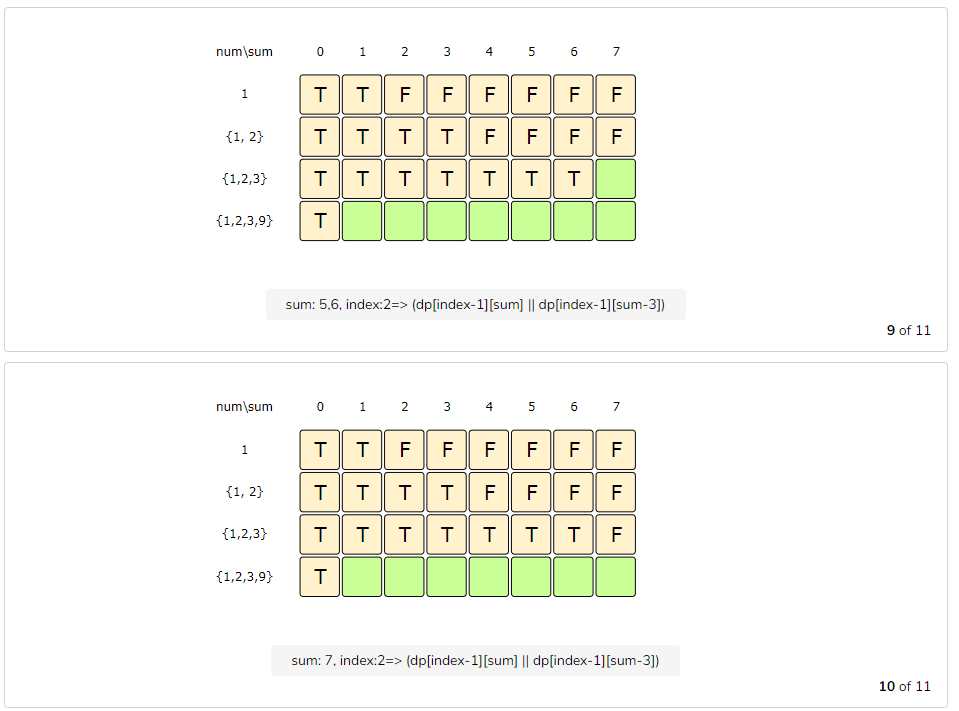 num\sum 0 1 2 3 4 5 6 7
1 T T F F F F F F
{1, 2} T T T T F F F F
{1,2,3} T T T T T T T
{1,2,3,9} T
sum: 5,6, index:2=> (dp[index-1][sum] || dp[index-1][sum-3])
9 of 11
num\sum 0 1 2 3 4 5 6 7
1 T T F F F F F F
{1, 2} T T T T F F F F
{1,2,3} T T T T T T T F
{1,2,3,9} T
sum: 7, index:2=> (dp[index-1][sum] || dp[index-1][sum-3])
10 of 11